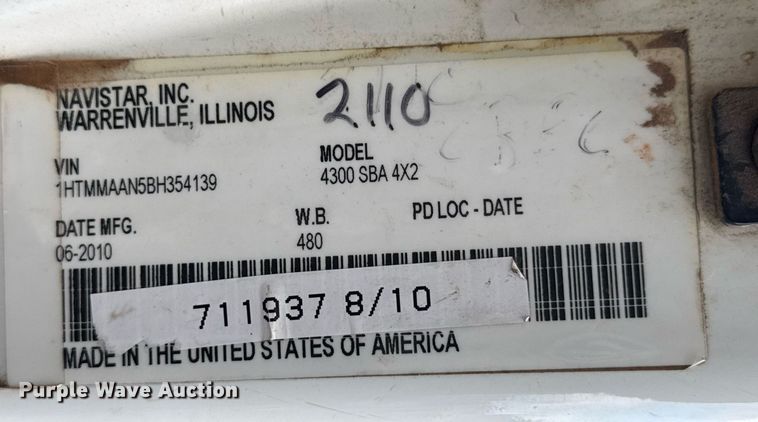 NAVISTAR, INC.
WARRENVILLE, ILLINOIS
2110
VIN
1HTMMAAN5BH354139
MODEL
4300 SBA 4X2
DATE MFG.
06-2010
W.B.
480
PD LOC - DATE
711937 8/10
MADE IN THE UNITED STATES OF AMERICA
Purple Wave Auction